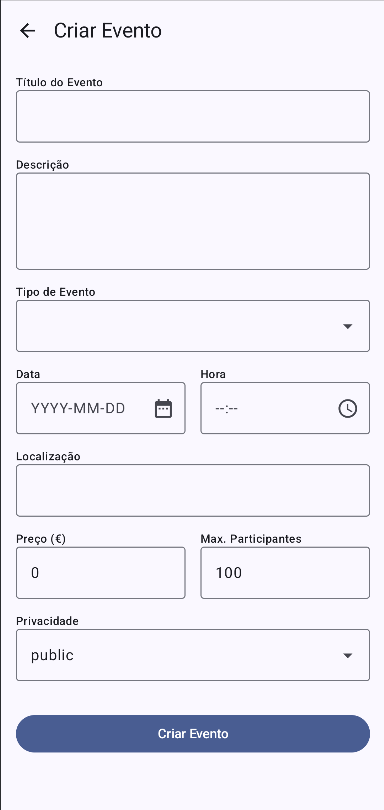 Criar Evento
Título do Evento
Descrição
Tipo de Evento
Data Hora
YYYY-MM-DD --:--
Localização
Preço (€) Max. Participantes
0 100
Privacidade
public
Criar Evento